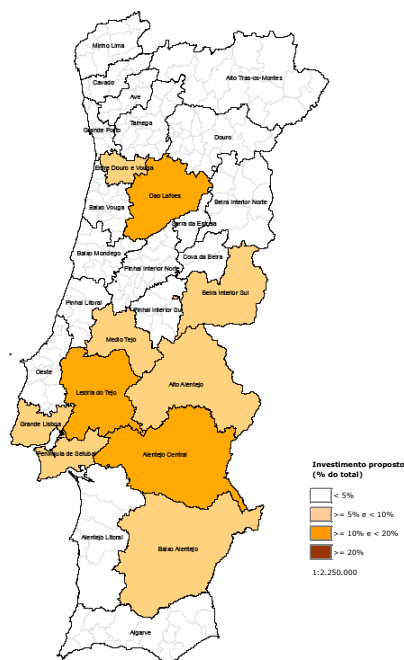 Minho Lima
Alto Tras-os-Montes
Cavado
Ave
Tamega
Grande Porto
Douro
Entre Douro e Vouga
Dao Lafoes
Beira Interior Norte
Baixo Vouga
Serra da Estrela
Baixo Mondego
Cova da Beira
Pinhal Interior Norte
Beira Interior Sul
Pinhal Litoral
Pinhal Interior Sul
Medio Tejo
Oeste
Alto Alentejo
Leziria do Tejo
Grande Lisboa
Peninsula de Setubal
Alentejo Central
Alentejo Litoral
Baixo Alentejo
Algarve
Investimento proposto
(% do total)
< 5%
>= 5% e < 10%
>= 10% e < 20%
>= 20%
1:2.250.000